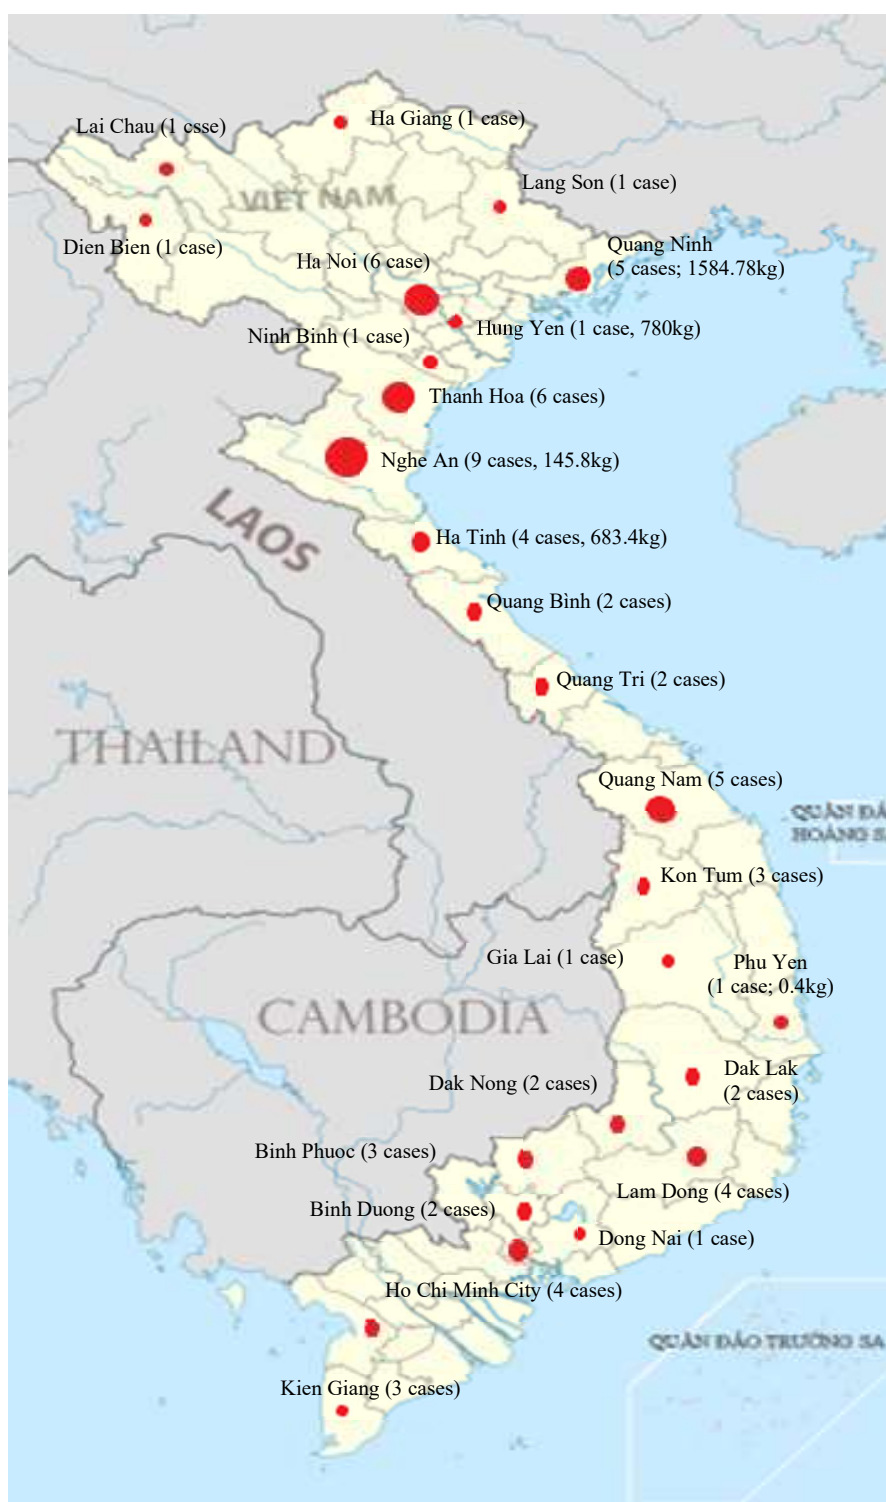 Ha Giang (1 case)
Lai Chau (1 csse)
Lang Son (1 case)
VIET NAM
Dien Bien (1 case)
Quang Ninh
(5 cases; 1584.78kg)
Ha Noi (6 case)
Hung Yen (1 case, 780kg)
Ninh Binh (1 case)
Thanh Hoa (6 cases)
Nghe An (9 cases, 145.8kg)
LAOS
Ha Tinh (4 cases, 683.4kg)
Quang Binh (2 cases)
Quang Tri (2 cases)
THAILAND
Quang Nam (5 cases)
QUẦN ĐẢ
HOÀNG S
Kon Tum (3 cases)
Gia Lai (1 case)
Phu Yen
(1 case; 0.4kg)
CAMBODIA
Dak Lak
(2 cases)
Dak Nong (2 cases)
Binh Phuoc (3 cases)
Lam Dong (4 cases)
Binh Duong (2 cases)
Dong Nai (1 case)
Ho Chi Minh City (4 cases)
QUẦN ĐẢO TRƯỜNG SA
Kien Giang (3 cases)